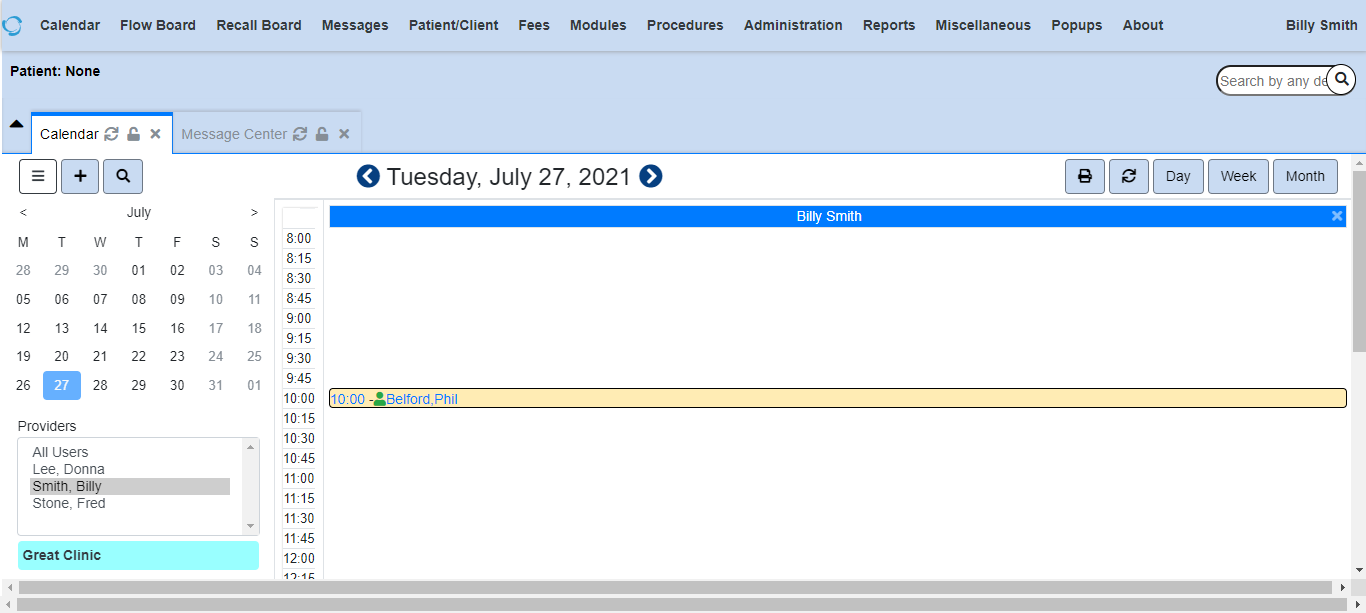 Calendar Flow Board Recall Board Messages Patient/Client Fees Modules Procedures Administration Reports Miscellaneous Popups About Billy Smith
Patient: None
Search by any de
Calendar Message Center
Tuesday, July 27, 2021 Day Week Month
< July >
M T W T F S S
28 29 30 01 02 03 04
05 06 07 08 09 10 11
12 13 14 15 16 17 18
19 20 21 22 23 24 25
26 27 28 29 30 31 01
Providers
All Users
Lee, Donna
Smith, Billy
Stone, Fred
Great Clinic
Billy Smith
8:00
8:15
8:30
8:45
9:00
9:15
9:30
9:45
10:00 10:00 -Belford,Phil
10:15
10:30
10:45
11:00
11:15
11:30
11:45
12:00
12:15